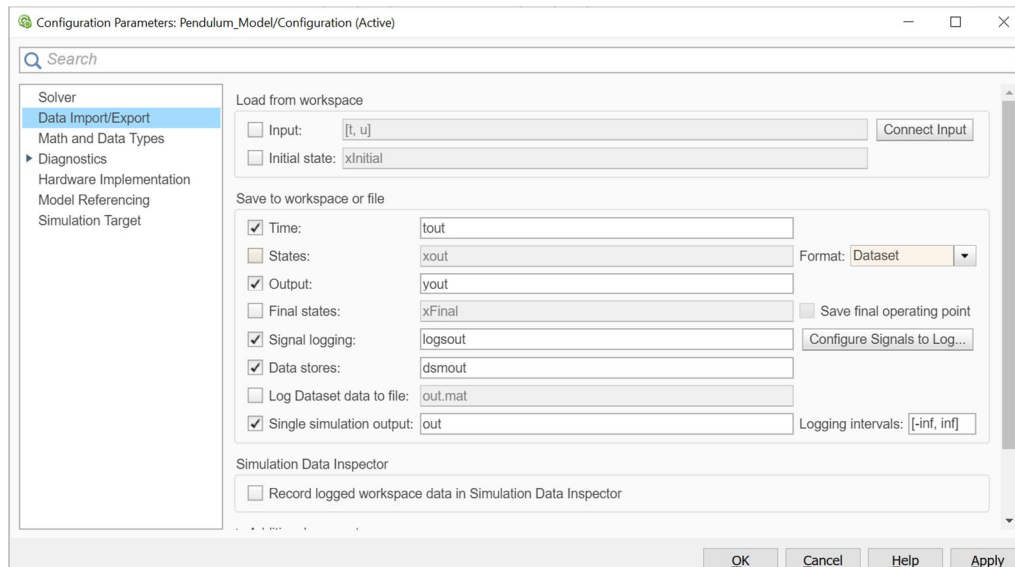 Configuration Parameters: Pendulum_Model/Configuration (Active)
Search
Solver
Data Import/Export
Math and Data Types
Diagnostics
Hardware Implementation
Model Referencing
Simulation Target
Load from workspace
Input: [t, u] Connect Input
Initial state: xInitial
Save to workspace or file
Time: tout
States: xout Format: Dataset
Output: yout
Final states: xFinal Save final operating point
Signal logging: logsout Configure Signals to Log...
Data stores: dsmout
Log Dataset data to file: out.mat
Single simulation output: out Logging intervals: [-inf, inf]
Simulation Data Inspector
Record logged workspace data in Simulation Data Inspector
OK Cancel Help Apply